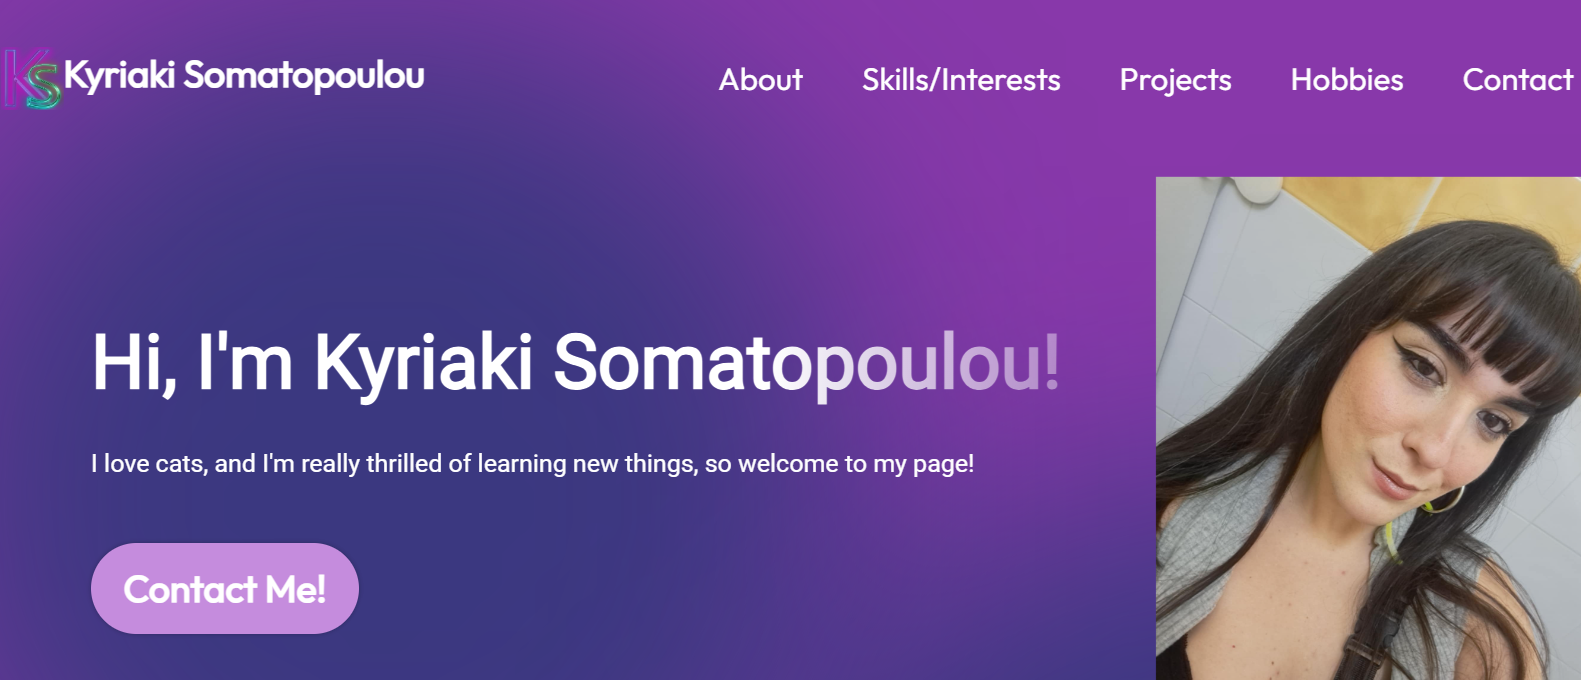 KS Kyriaki Somatopoulou
About Skills/Interests Projects Hobbies Contact
Hi, I'm Kyriaki Somatopoulou!
I love cats, and I'm really thrilled of learning new things, so welcome to my page!
Contact Me!